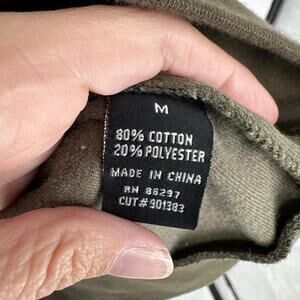 M
80% COTTON
20% POLYESTER
MADE IN CHINA
RN 86297
CUT# 901383